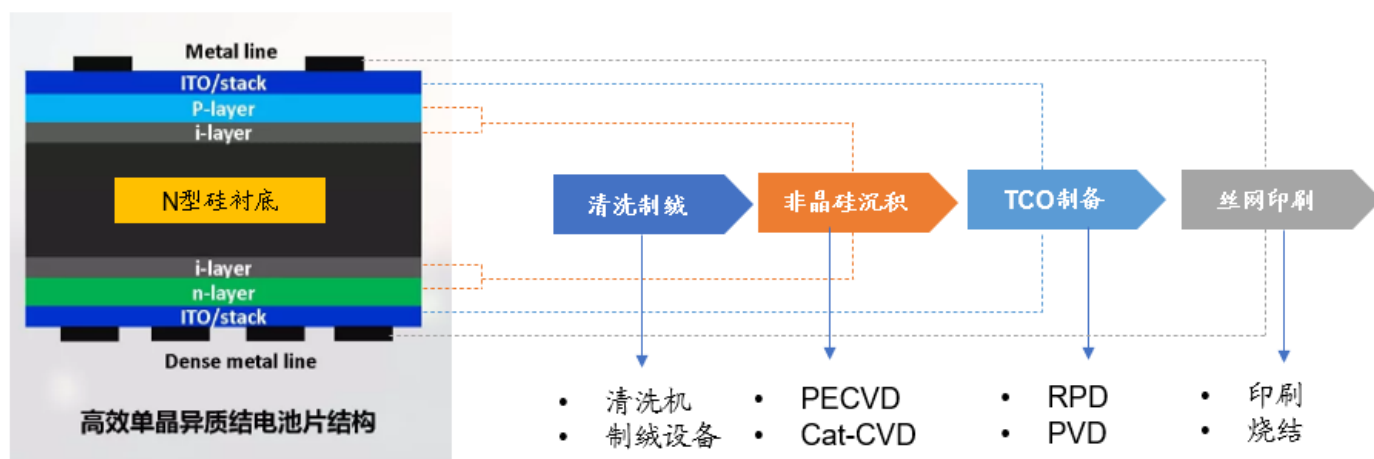 Metal line
ITO/stack
P-layer
i-layer
N型硅衬底
i-layer
n-layer
ITO/stack
Dense metal line
高效单晶异质结电池片结构
清洗制绒
非晶硅沉积
TCO制备
丝网印刷
• 清洗机
• 制绒设备
• PECVD
• Cat-CVD
• RPD
• PVD
• 印刷
• 烧结